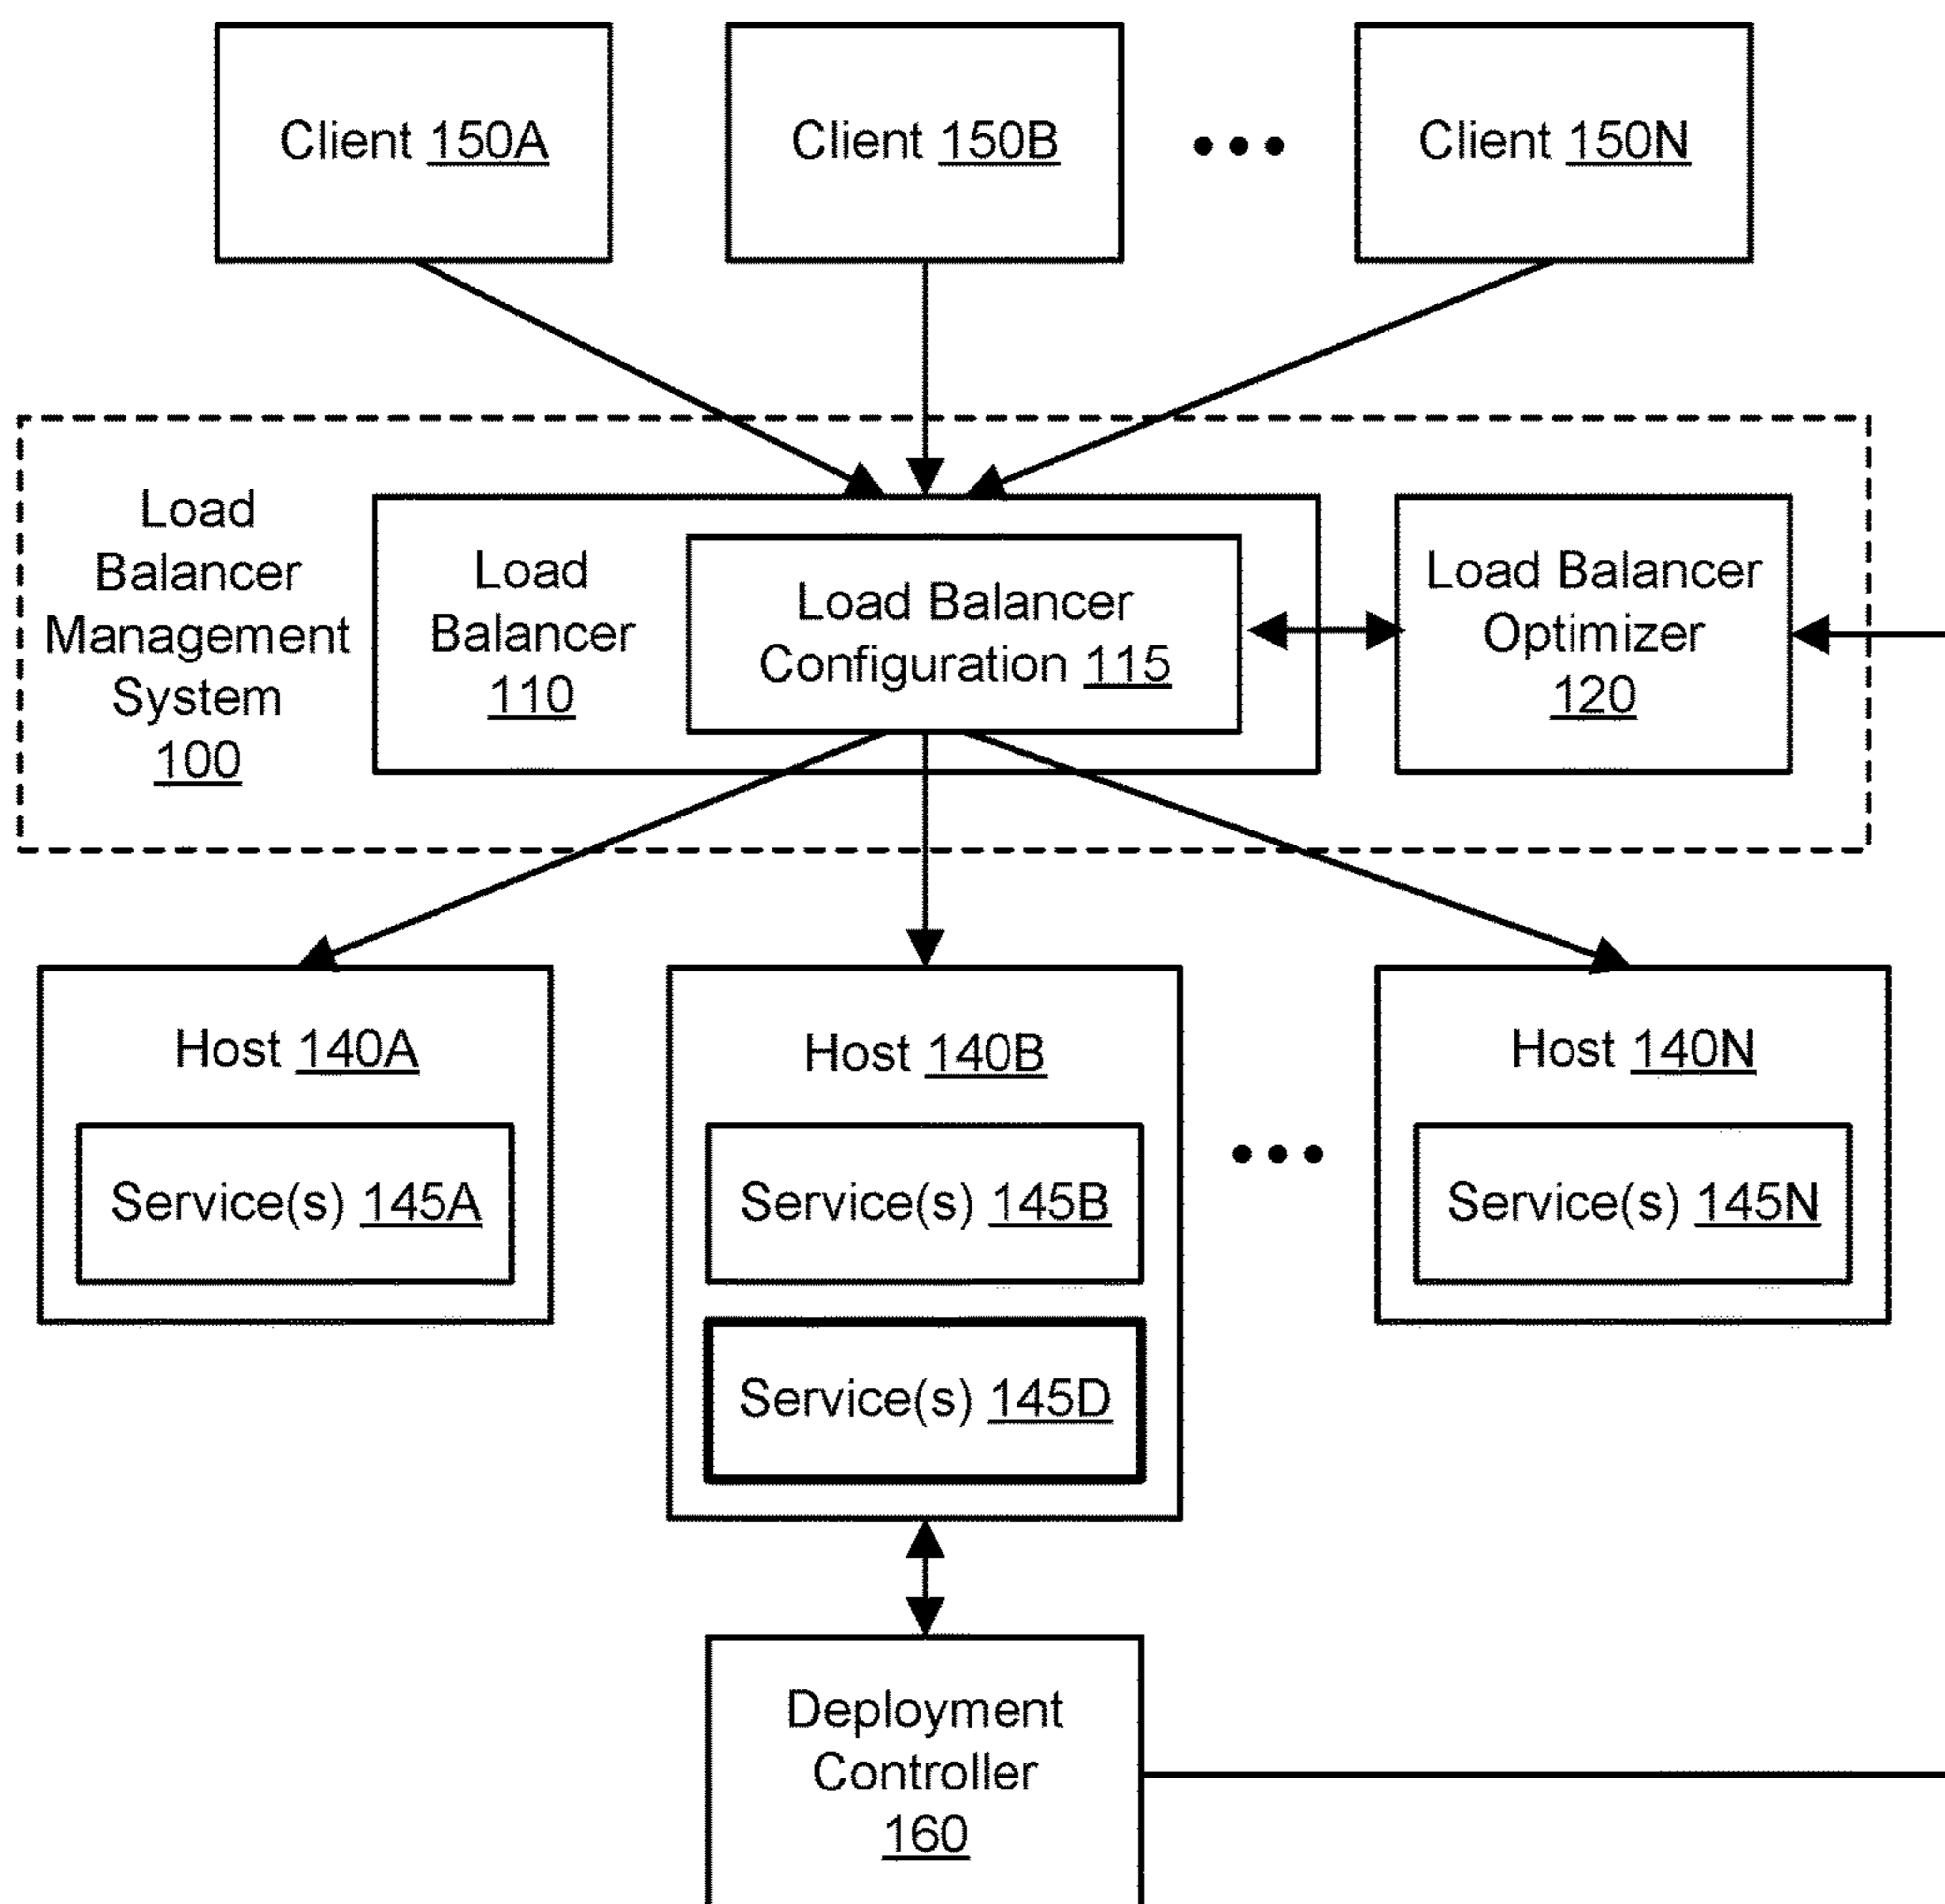 Client 150A
Client 150B
Client 150N
Load
Balancer
Management
System
100
Load
Balancer
110
Load Balancer
Configuration 115
Load Balancer
Optimizer
120
Host 140A
Service(s) 145A
Host 140B
Service(s) 145B
Service(s) 145D
Host 140N
Service(s) 145N
Deployment
Controller
160